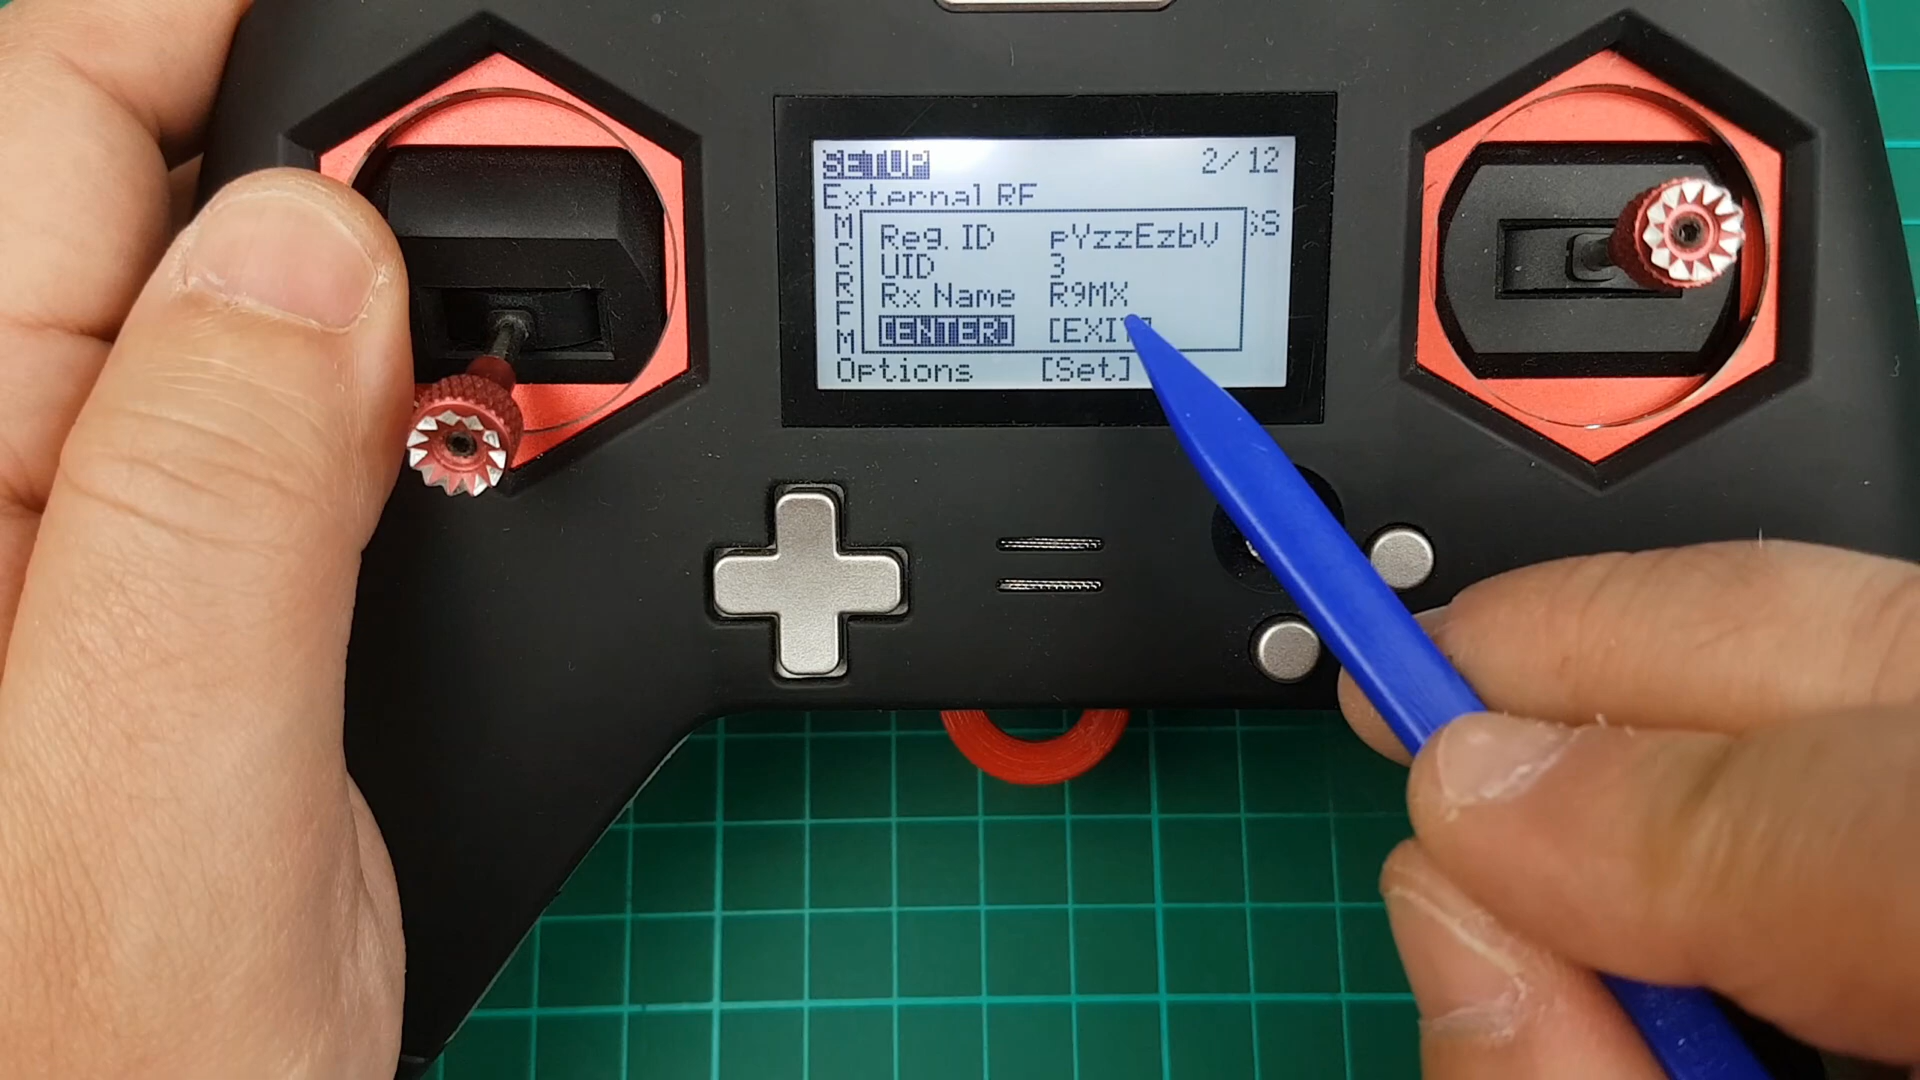 SETUP 2/12
External RF
M
Reg. ID pYzzEzbV
C
UID 3
R
Rx Name R9MX
F
[ENTER] [EXIT]
M
Options [Set]